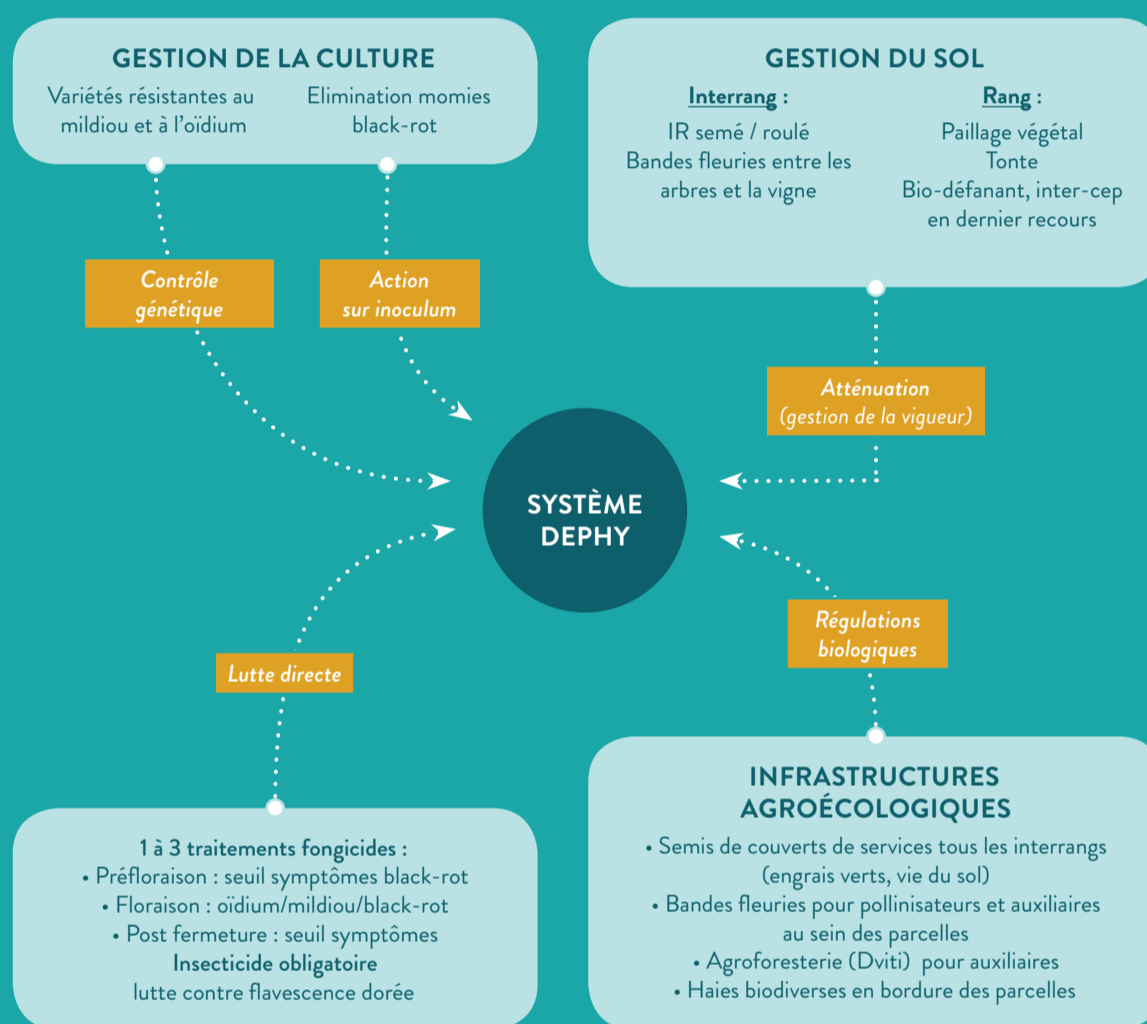 GESTION DE LA CULTURE
Variétés résistantes au
mildiou et à l'oïdium
Elimination momies
black-rot
GESTION DU SOL
Interrang :
IR semé / roulé
Bandes fleuries entre les
arbres et la vigne
Rang :
Paillage végétal
Tonte
Bio-défanant, inter-cep
en dernier recours
Contrôle
génétique
Action
sur inoculum
Atténuation
(gestion de la vigueur)
SYSTÈME
DEPHY
Régulations
biologiques
Lutte directe
1 à 3 traitements fongicides :
• Préfloraison : seuil symptômes black-rot
• Floraison : oïdium/mildiou/black-rot
• Post fermeture : seuil symptômes
Insecticide obligatoire
lutte contre flavescence dorée
INFRASTRUCTURES
AGROÉCOLOGIQUES
• Semis de couverts de services tous les interrangs
(engrais verts, vie du sol)
• Bandes fleuries pour pollinisateurs et auxiliaires
au sein des parcelles
• Agroforesterie (Dviti) pour auxiliaires
• Haies biodiverses en bordure des parcelles